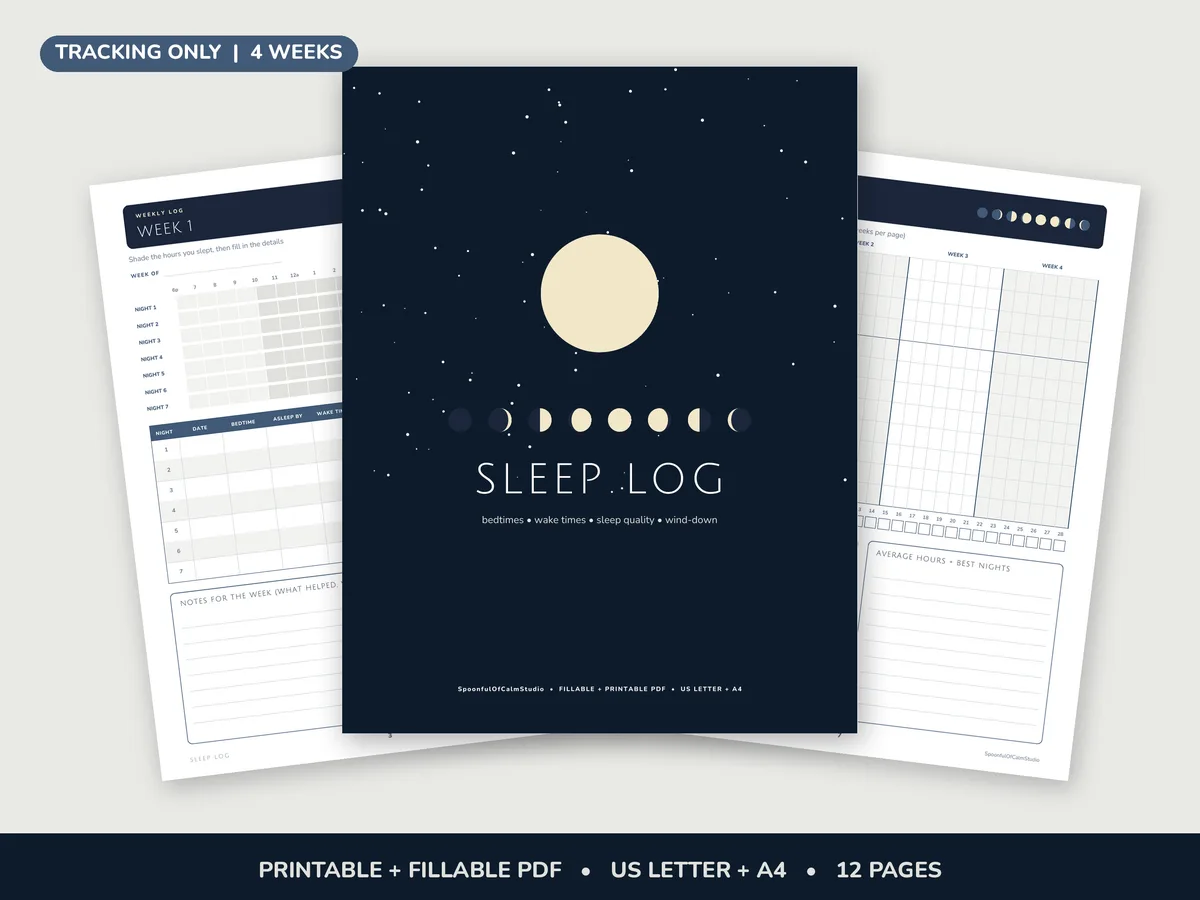 TRACKING ONLY | 4 WEEKS
WEEKLY LOG
WEEK 1
Shade the hours you slept, then fill in the details
WEEK OF
6p 7 8 9 10 11 12a 1 2
NIGHT 1
NIGHT 2
NIGHT 3
NIGHT 4
NIGHT 5
NIGHT 6
NIGHT 7
NIGHT DATE BEDTIME ASLEEP BY WAKE
1
2
3
4
5
6
7
NOTES FOR THE WEEK (WHAT HELPED
SLEEP LOG
3
SLEEP LOG
bedtimes • wake times • sleep quality • wind-down
SpoonfulOfCalmStudio • FILLABLE + PRINTABLE PDF • US LETTER + A4
per page)
WEEK 2 WEEK 3 WEEK 4
14 15 16 17 18 19 20 21 22 23 24 25 26 27 28
AVERAGE HOURS • BEST NIGHTS
SpoonfulOfCalmStudio
PRINTABLE + FILLABLE PDF • US LETTER + A4 • 12 PAGES